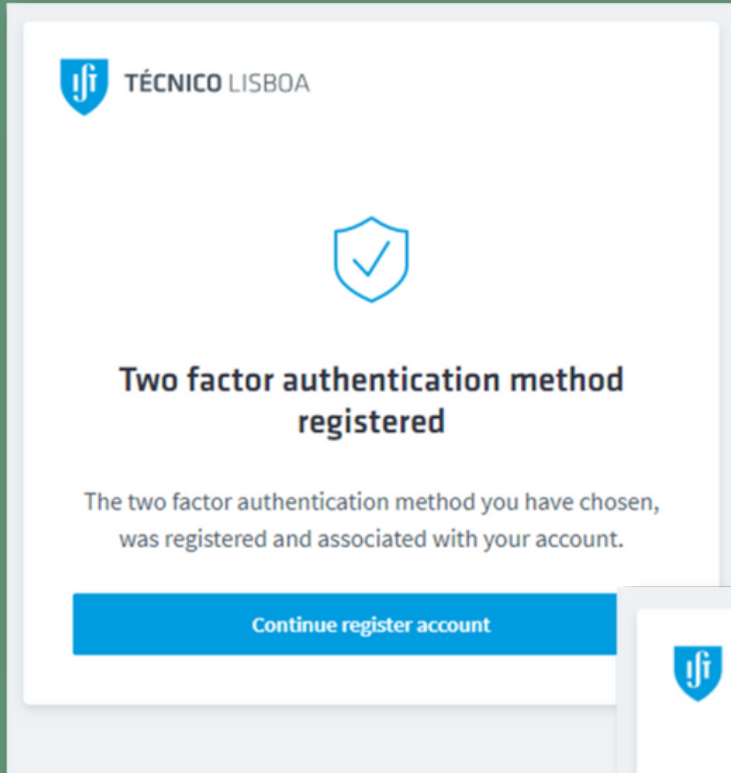 TÉCNICO LISBOA
Two factor authentication method
registered
The two factor authentication method you have chosen,
was registered and associated with your account.
Continue register account